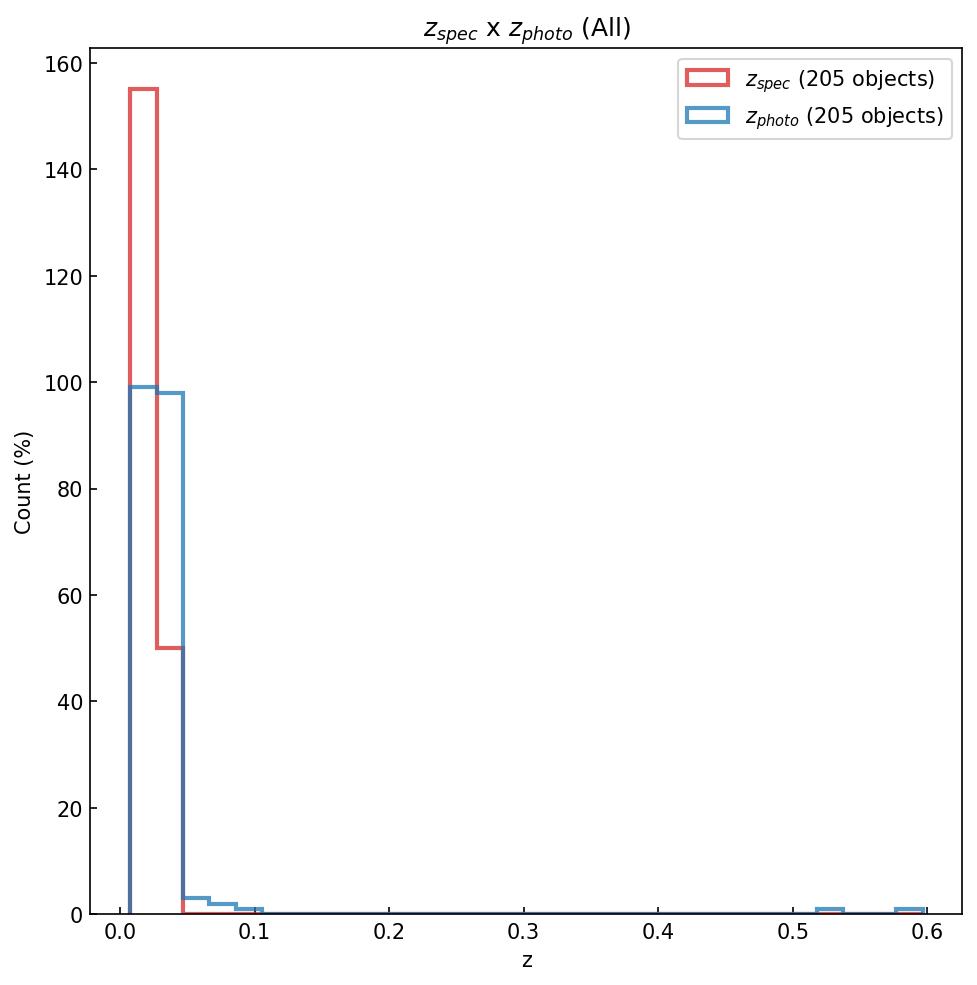 z_spec x z_photo (All)
z_spec (205 objects)
z_photo (205 objects)
160
140
120
100
80
60
40
20
0
Count (%)
0.0 0.1 0.2 0.3 0.4 0.5 0.6
z